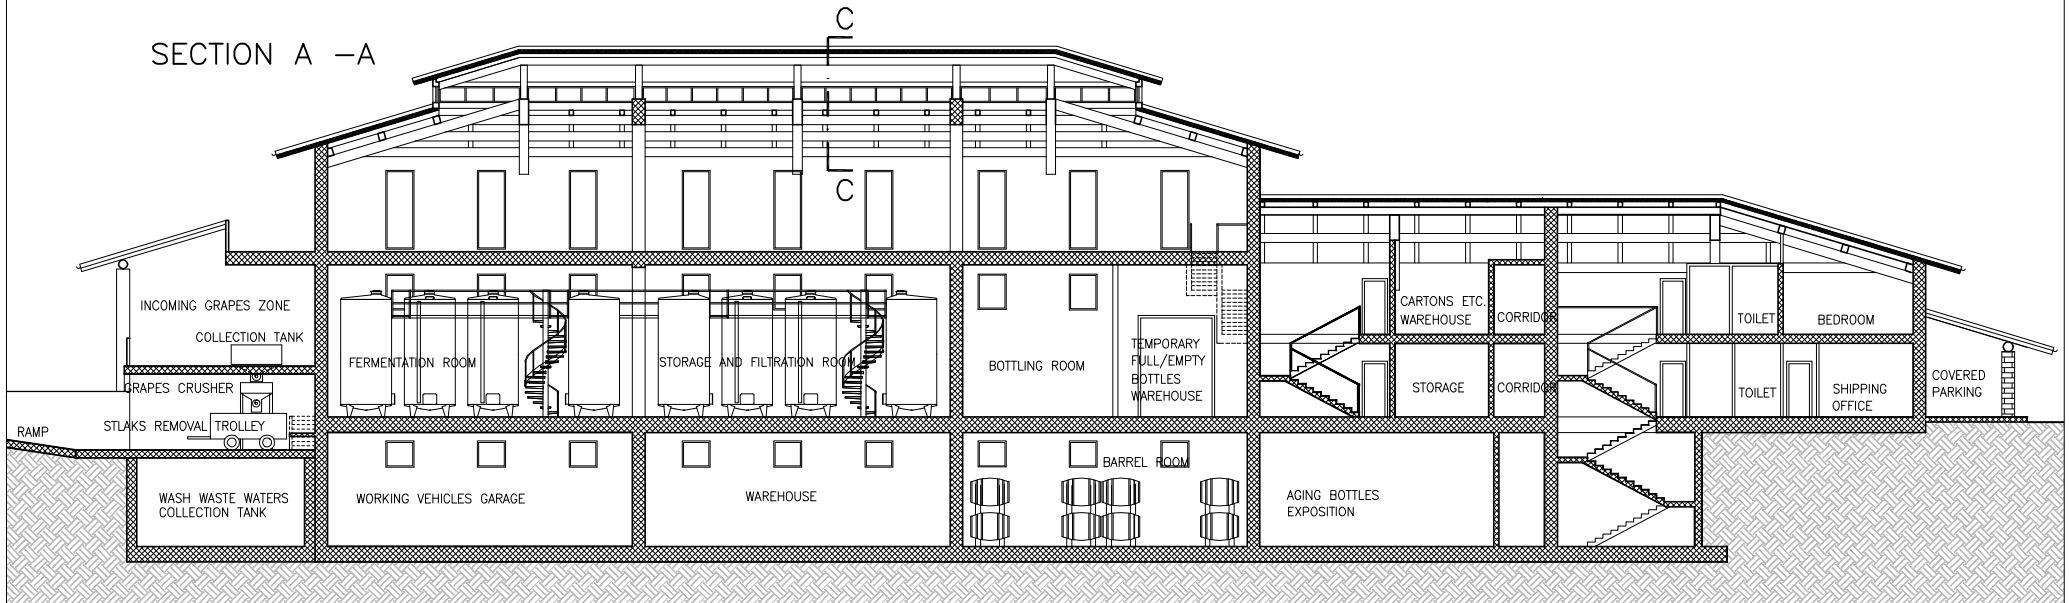 C
SECTION A -A
C
INCOMING GRAPES ZONE
COLLECTION TANK
GRAPES CRUSHER
STLAKS REMOVAL TROLLEY
RAMP
WASH WASTE WATERS
COLLECTION TANK
FERMENTATION ROOM
STORAGE AND FILTRATION ROOM
BOTTLING ROOM
TEMPORARY
FULL/EMPTY
BOTTLES
WAREHOUSE
CARTONS ETC.
WAREHOUSE
CORRIDOR
TOILET
BEDROOM
STORAGE
CORRIDOR
TOILET
SHIPPING
OFFICE
COVERED
PARKING
WORKING VEHICLES GARAGE
WAREHOUSE
BARREL ROOM
AGING BOTTLES
EXPOSITION